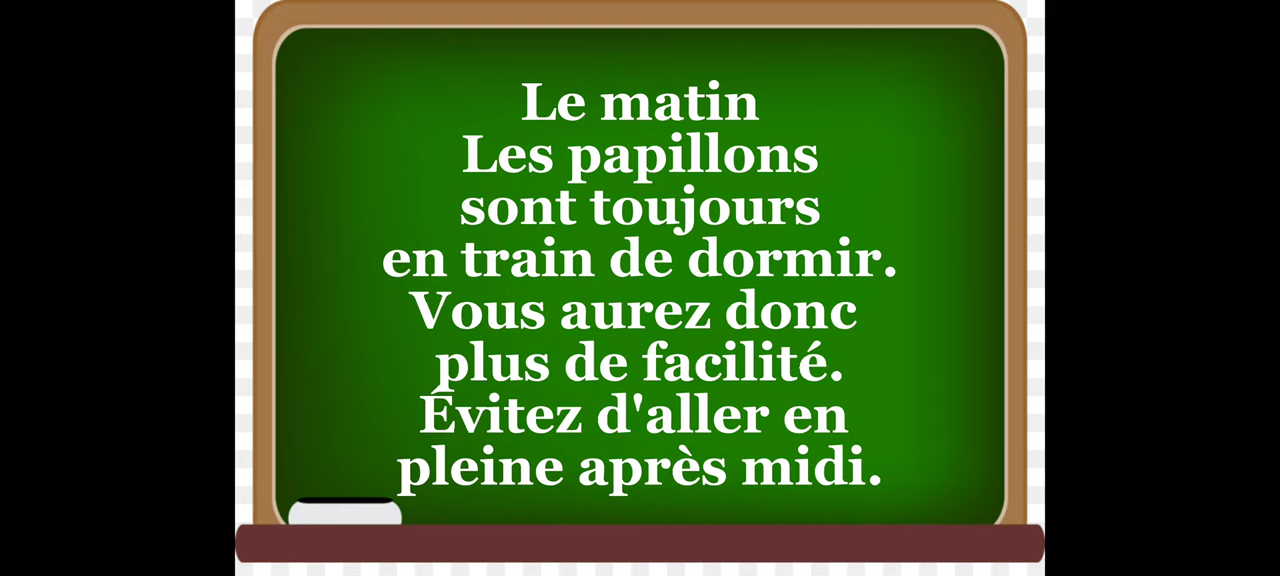 Le matin
Les papillons
sont toujours
en train de dormir.
Vous aurez donc
plus de facilité.
Évitez d'aller en
pleine après midi.